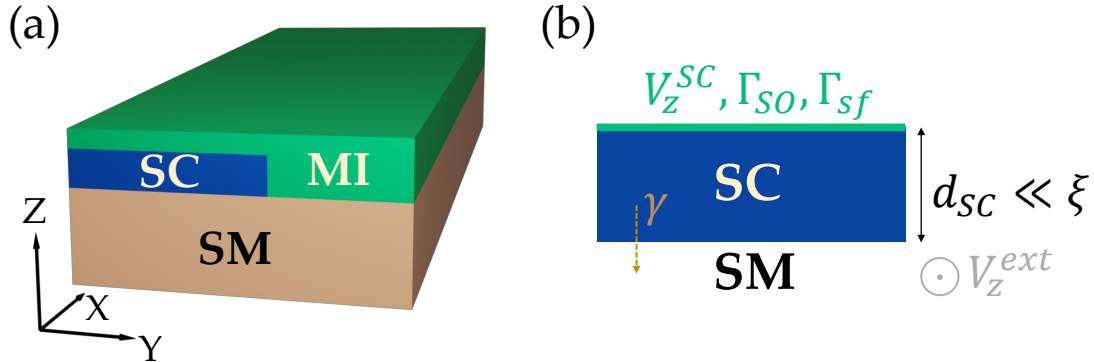 (a)
SC
MI
SM
Z
X
Y
(b)
V_z^{SC}, Γ_{SO}, Γ_{sf}
SC
γ
d_{SC} ≪ ξ
SM
⊙ V_z^{ext}